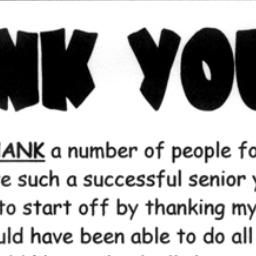 NK YOU
HANK a number of people fo
e such a successful senior y
to start off by thanking my
uld have been able to do all